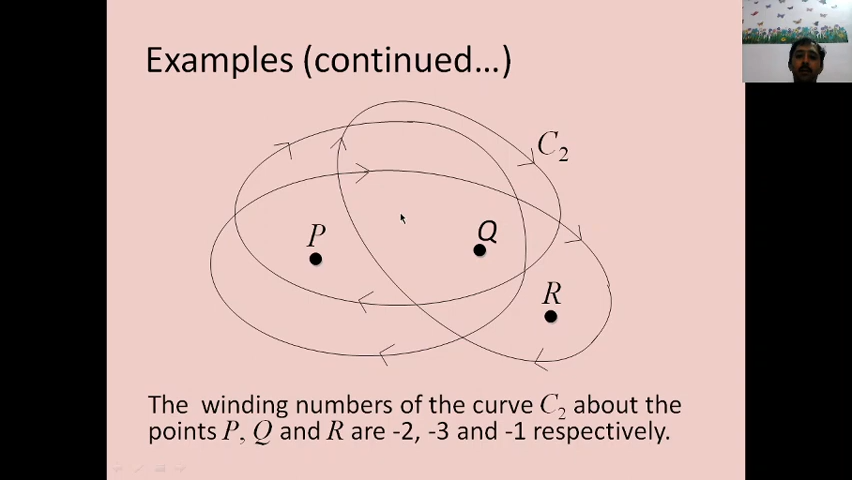 Examples (continued...)
C₂
P
Q
R
The winding numbers of the curve C₂ about the
points P, Q and R are -2, -3 and -1 respectively.